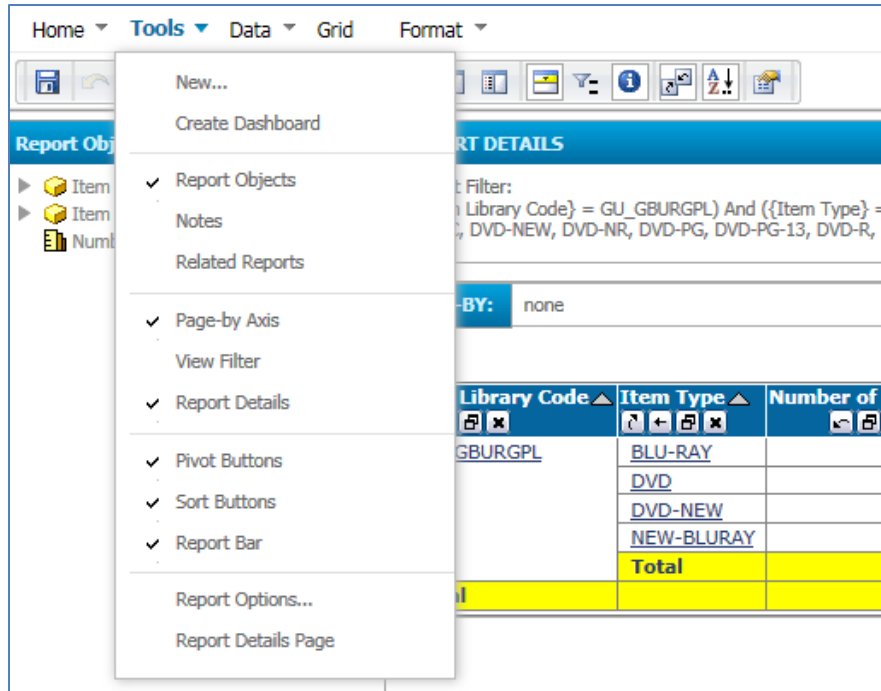 Home Tools Data Grid Format
New...
Create Dashboard
Report Objects
Notes
Related Reports
Page-by Axis
View Filter
Report Details
Pivot Buttons
Sort Buttons
Report Bar
Report Options...
Report Details Page
Report Obj
Item
Item
Numb
RT DETAILS
t Filter:
Library Code} = GU_GBURGPL) And ({Item Type} =
, DVD-NEW, DVD-NR, DVD-PG, DVD-PG-13, DVD-R,
-BY: none
Library Code Item Type Number of
GBURGPL BLU-RAY
DVD
DVD-NEW
NEW-BLURAY
Total